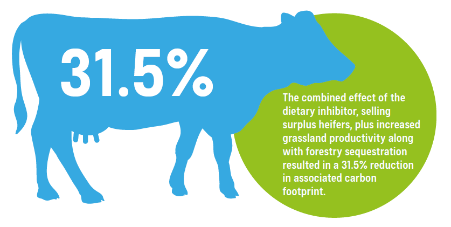 31.5%
The combined effect of the
dietary inhibitor, selling
surplus heifers, plus increased
grassland productivity along
with forestry sequestration
resulted in a 31.5% reduction
in associated carbon
footprint.